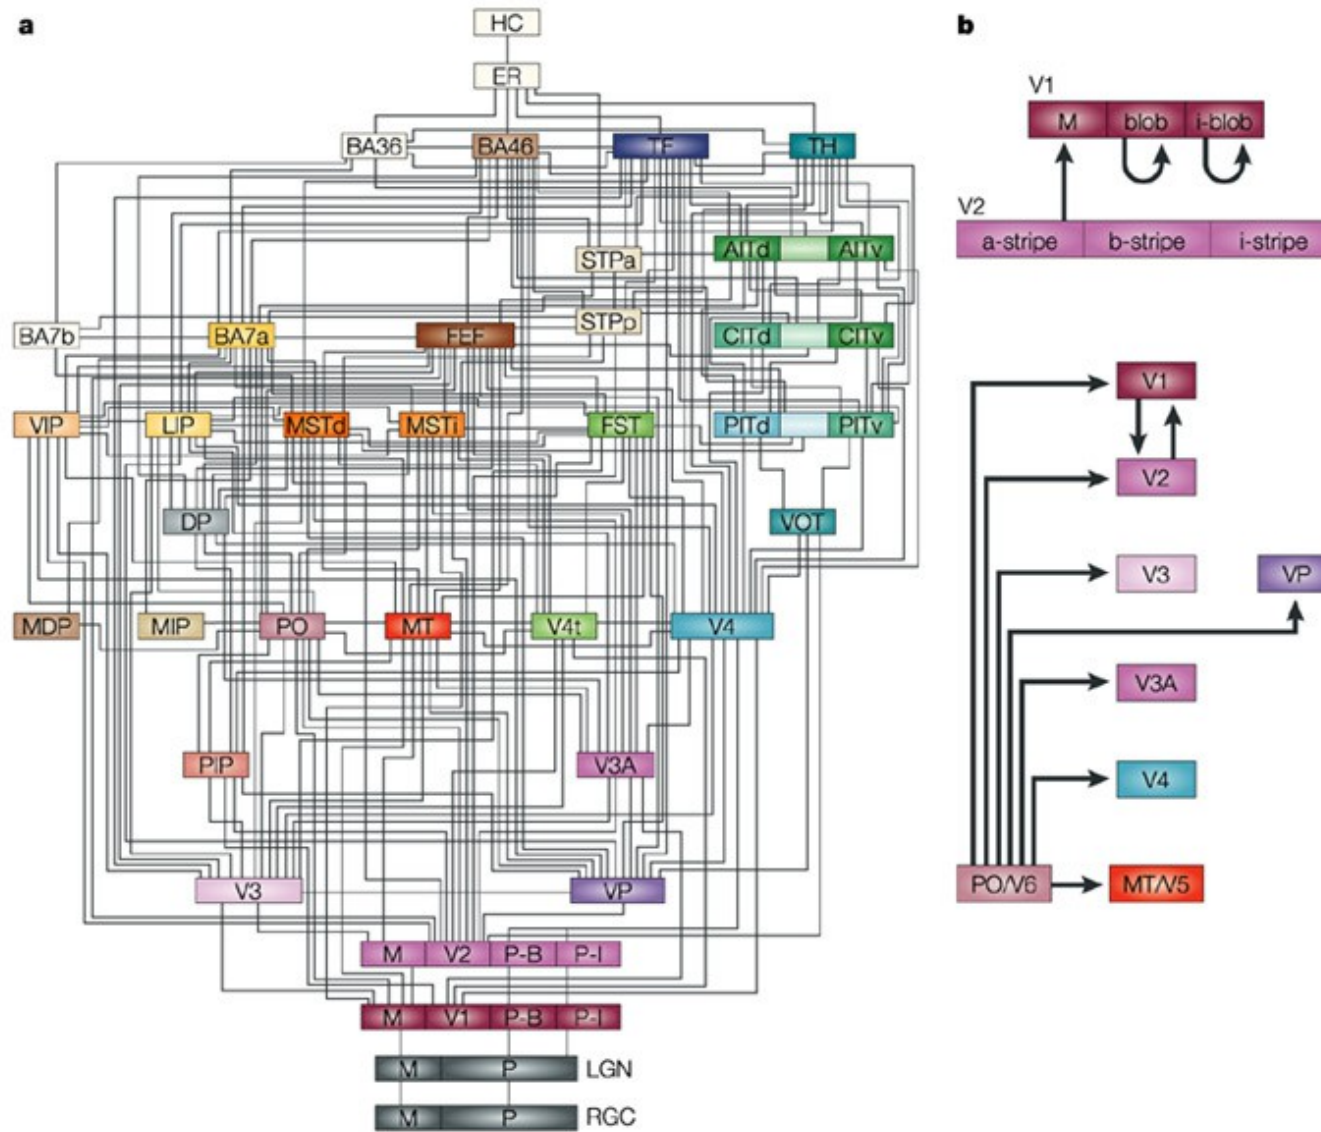 a
HC
ER
BA36 BA46 TF TH
STPa AITd AITv
BA7b BA7a FEF STPp CITd CITv
VIP LIP MSTd MSTi FST PITd PITv
DP VOT
MDP MIP PO MT V4t V4
PIP V3A
V3 VP
M V2 P-B P-I
M V1 P-B P-I
M P LGN
M P RGC
b
V1
M blob i-blob
V2
a-stripe b-stripe i-stripe
V1
V2
V3 VP
V3A
V4
PO/V6 MT/V5